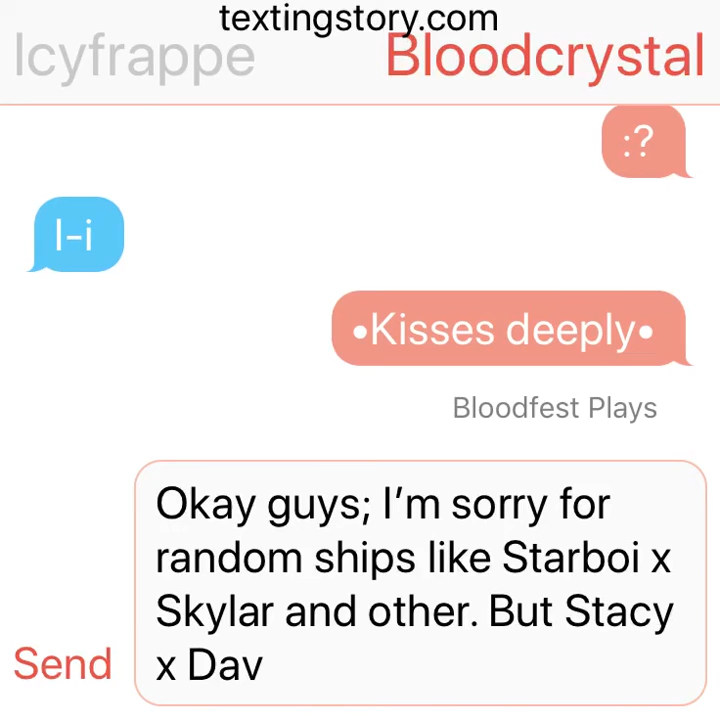 textingstory.com
Icyfrappe
Bloodcrystal
:?
I-i
•Kisses deeply•
Bloodfest Plays
Okay guys; I’m sorry for
random ships like Starboi x
Skylar and other. But Stacy
x Dav
Send